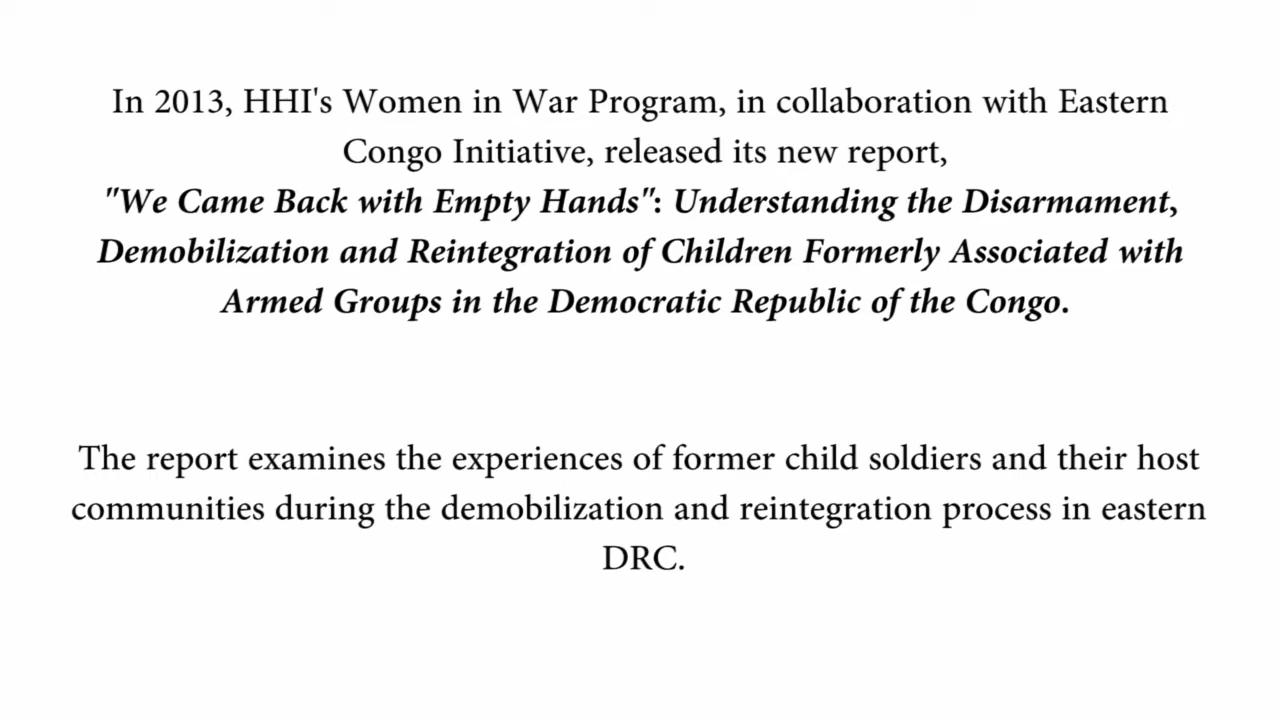 In 2013, HHI's Women in War Program, in collaboration with Eastern
Congo Initiative, released its new report,
"We Came Back with Empty Hands": Understanding the Disarmament,
Demobilization and Reintegration of Children Formerly Associated with
Armed Groups in the Democratic Republic of the Congo.
The report examines the experiences of former child soldiers and their host
communities during the demobilization and reintegration process in eastern
DRC.